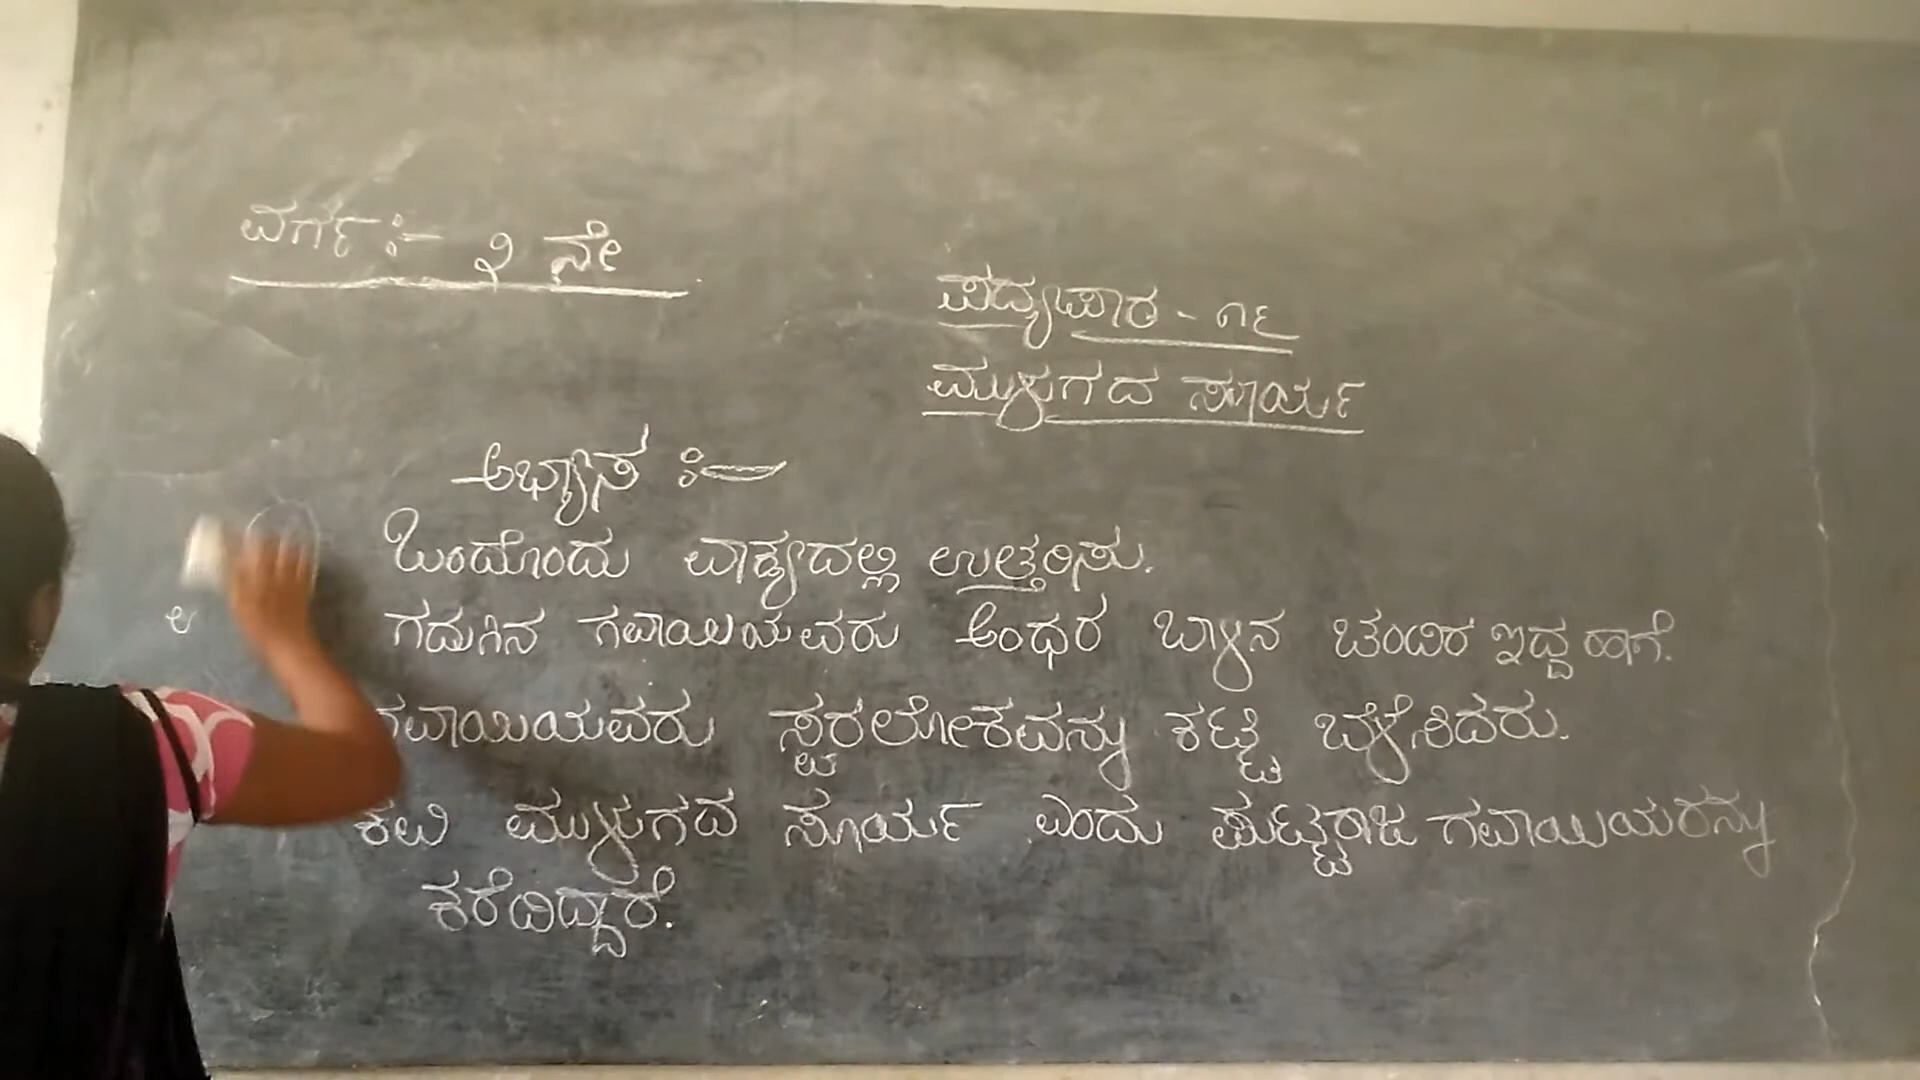 ವರ್ಗ :- ೨ ನೇ
ಪದ್ಯಪಾಠ - ೧೬
ಮುಳುಗದ ಸೂರ್ಯ
ಅಭ್ಯಾಸ :-
ಒಂದೊಂದು ವಾಕ್ಯದಲ್ಲಿ ಉತ್ತರಿಸು.
ಗದುಗಿನ ಗವಾಯಿಯವರು ಅಂಧರ ಬ್ಯಾನ ಚಂದಿರ ಇದ್ದ ಹಾಗೆ.
ಗವಾಯಿಯವರು ಸ್ವರಲೋಕವನ್ನು ಕಟ್ಟಿ ಬೆಳೆಸಿದರು.
ಕವಿ ಮುಳುಗದ ಸೂರ್ಯ ಎಂದು ಪುಟ್ಟರಾಜ ಗವಾಯಿಯರನ್ನು
ಕರೆದಿದ್ದಾರೆ.